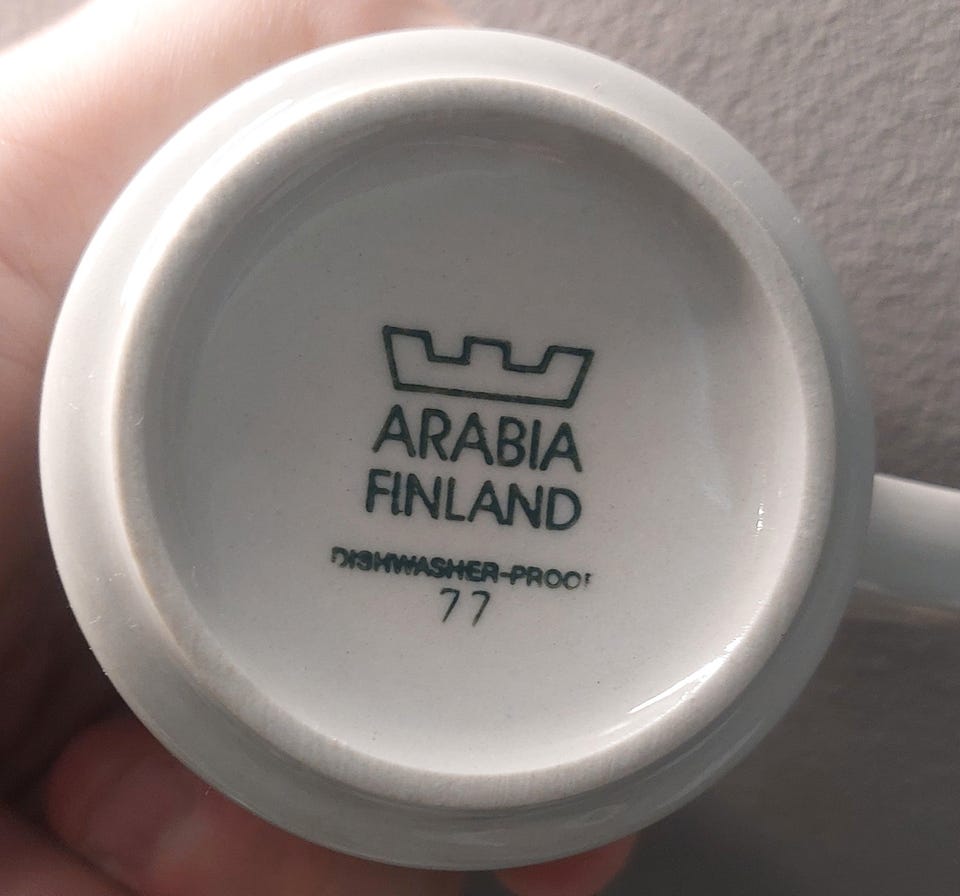 ARABIA
FINLAND
DISHWASHER-PROOF
77